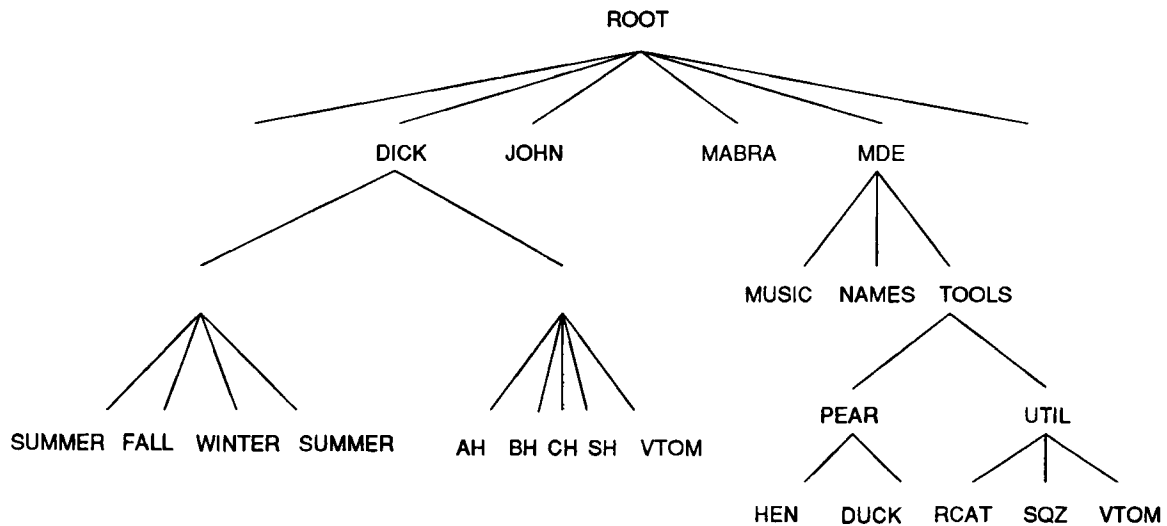 ROOT
DICK JOHN MABRA MDE
MUSIC NAMES TOOLS
PEAR UTIL
SUMMER FALL WINTER SUMMER AH BH CH SH VTOM
HEN DUCK RCAT SQZ VTOM